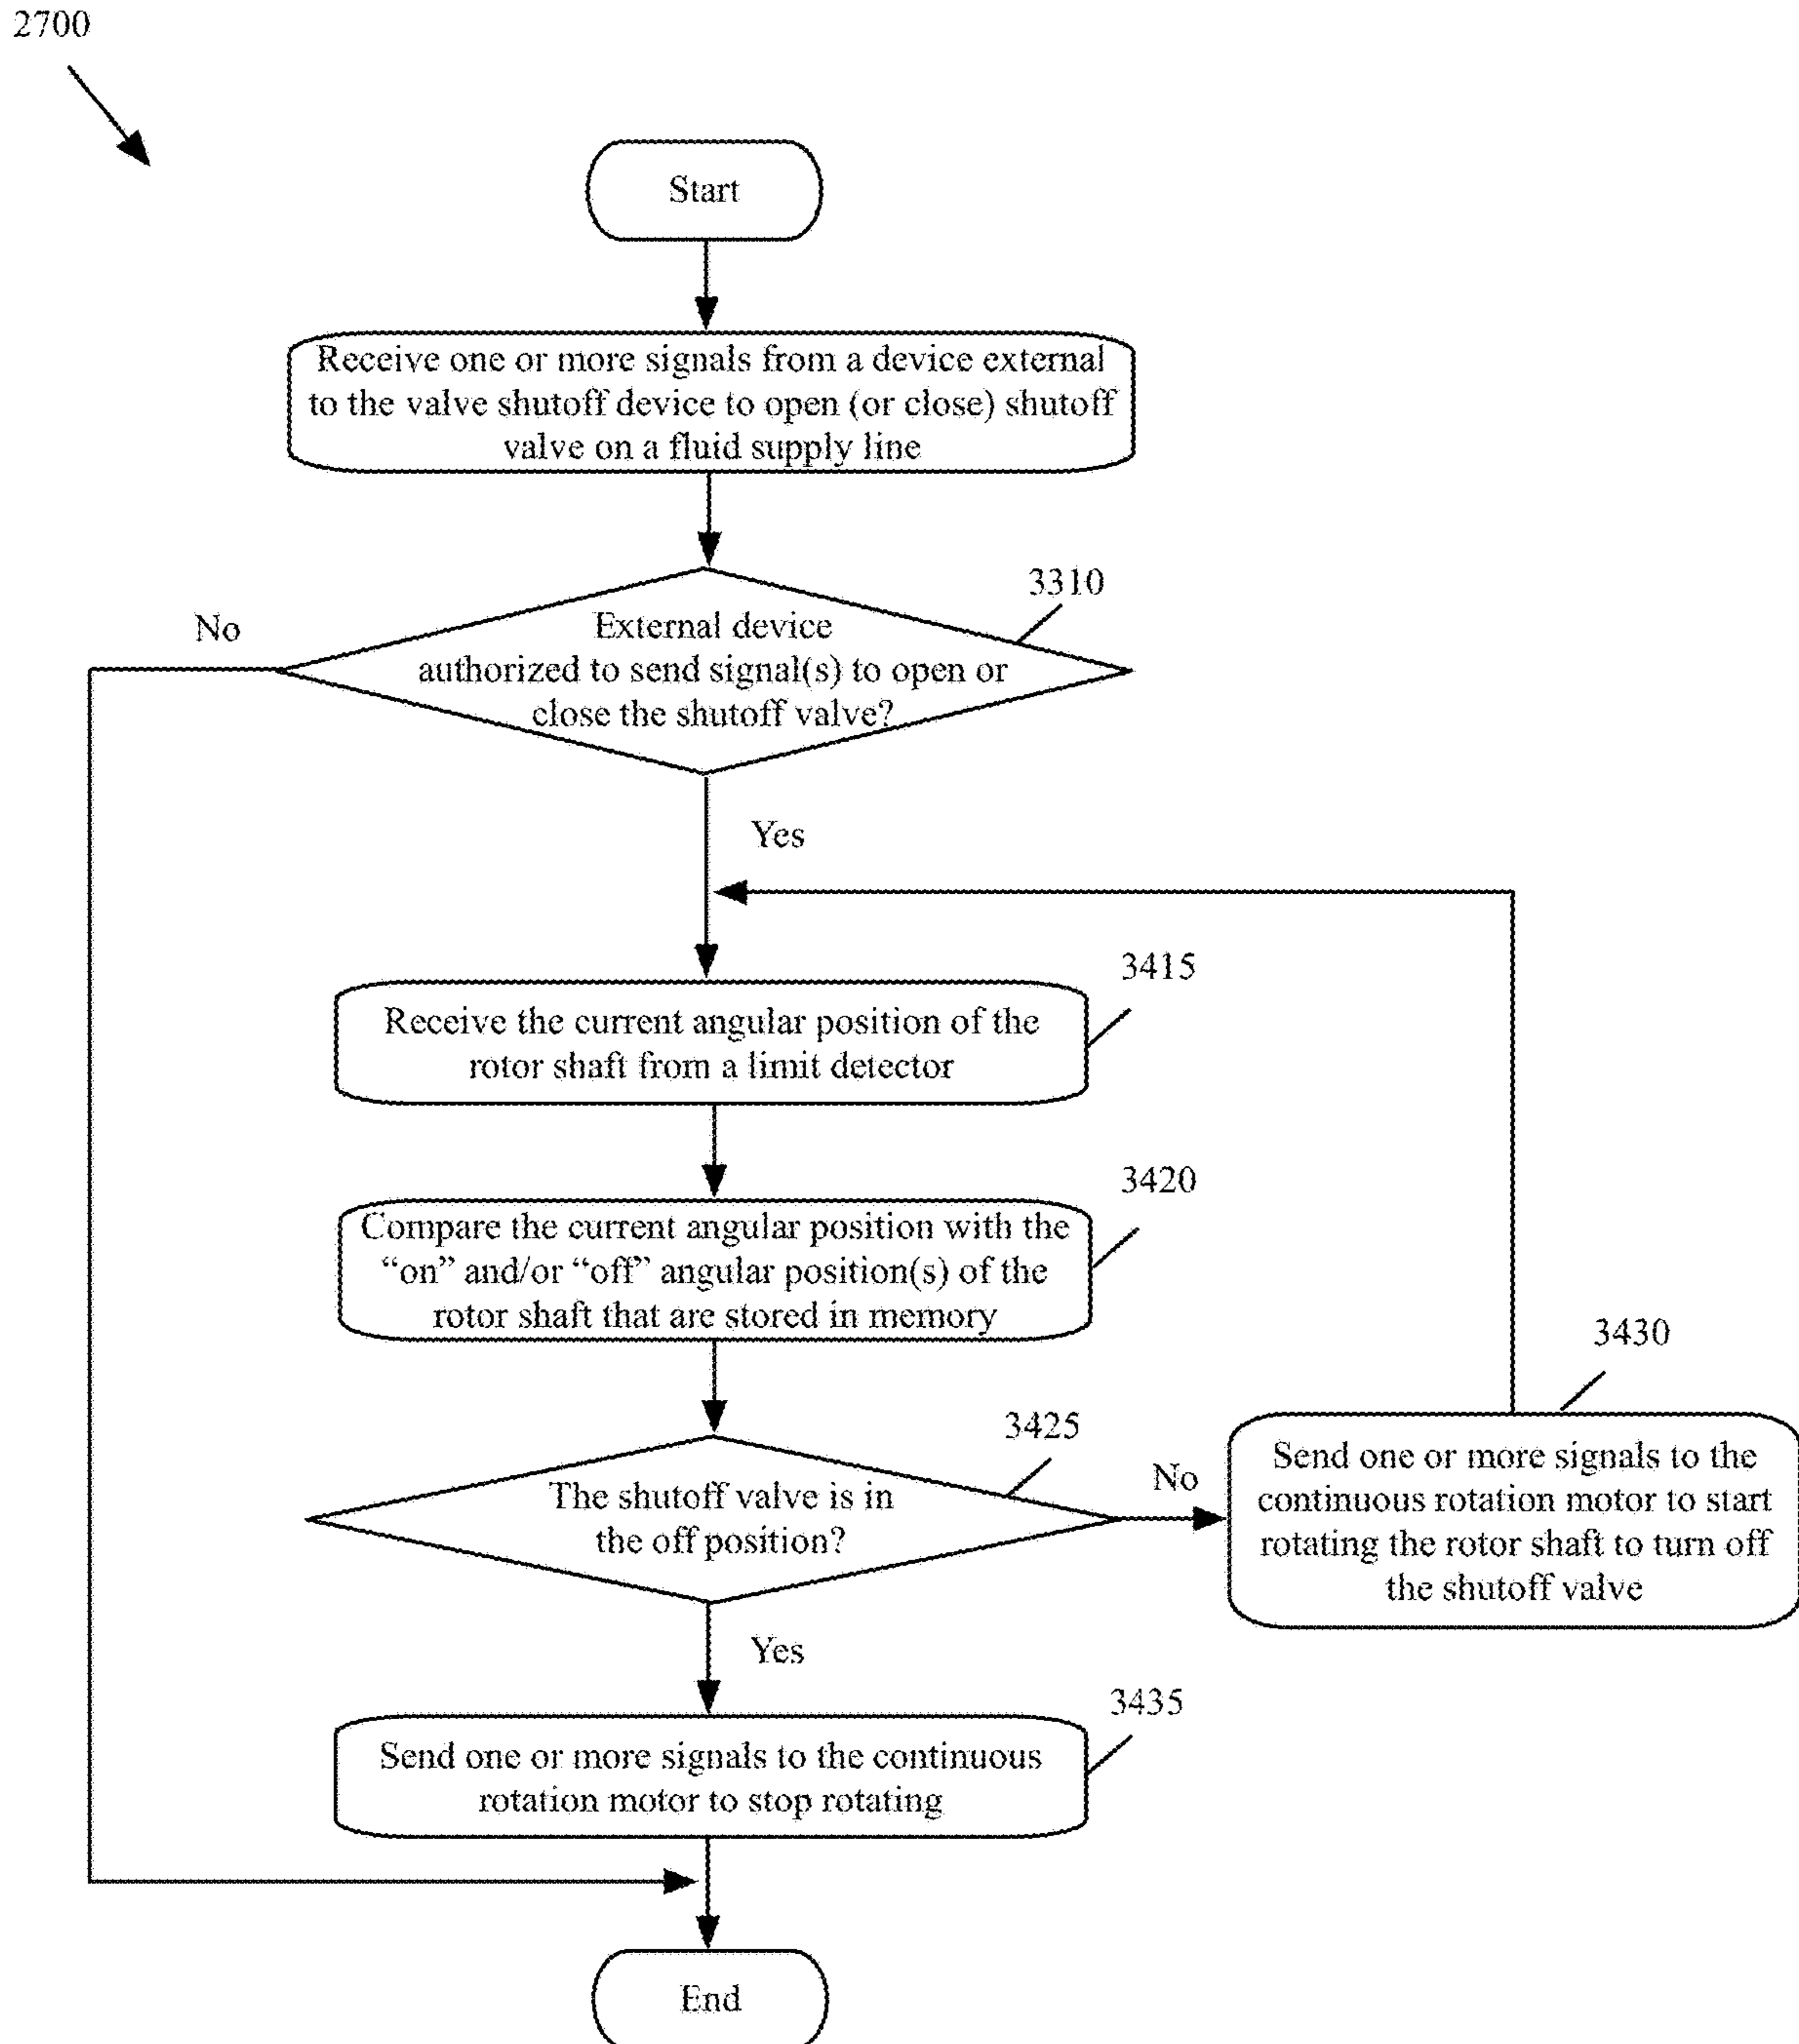 2700
Start
Receive one or more signals from a device external
to the valve shutoff device to open (or close) shutoff
valve on a fluid supply line
3310
No
External device
authorized to send signal(s) to open or
close the shutoff valve?
Yes
3415
Receive the current angular position of the
rotor shaft from a limit detector
3420
Compare the current angular position with the
“on” and/or “off” angular position(s) of the
rotor shaft that are stored in memory
3430
3425
The shutoff valve is in
the off position?
No
Send one or more signals to the
continuous rotation motor to start
rotating the rotor shaft to turn off
the shutoff valve
Yes
3435
Send one or more signals to the continuous
rotation motor to stop rotating
End